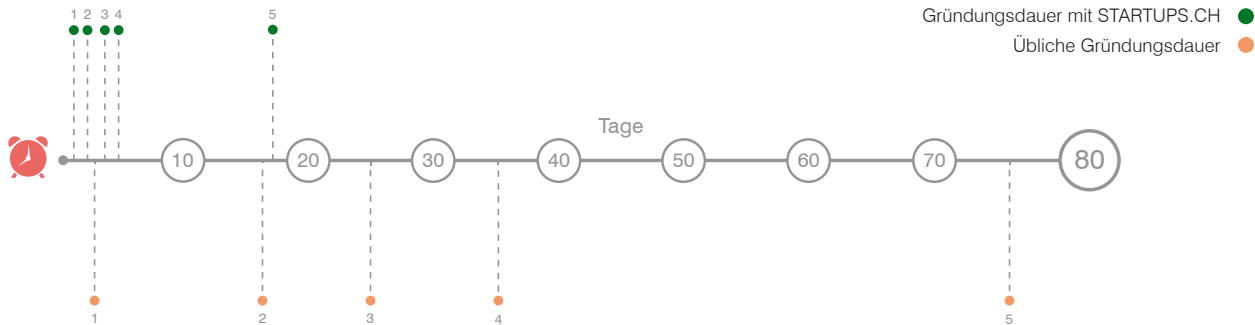 1 2 3 4 5
Gründungsdauer mit STARTUPS.CH
Übliche Gründungsdauer
Tage
10 20 30 40 50 60 70 80
1 2 3 4 5